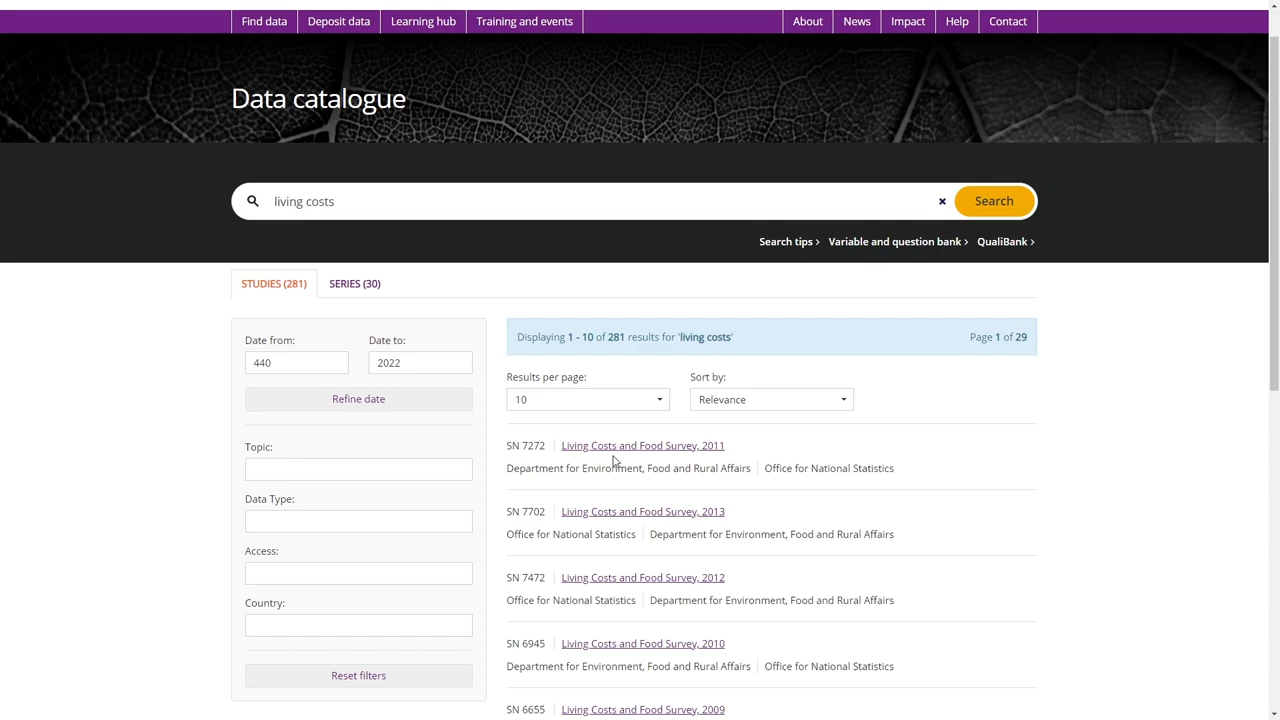 Find data Deposit data Learning hub Training and events About News Impact Help Contact
Data catalogue
living costs × Search
Search tips > Variable and question bank > QualiBank >
STUDIES (281) SERIES (30)
Date from: Date to:
440 2022
Refine date
Topic:
Data Type:
Access:
Country:
Reset filters
Displaying 1 - 10 of 281 results for 'living costs' Page 1 of 29
Results per page: Sort by:
10 Relevance
SN 7272 Living Costs and Food Survey, 2011
Department for Environment, Food and Rural Affairs Office for National Statistics
SN 7702 Living Costs and Food Survey, 2013
Office for National Statistics Department for Environment, Food and Rural Affairs
SN 7472 Living Costs and Food Survey, 2012
Office for National Statistics Department for Environment, Food and Rural Affairs
SN 6945 Living Costs and Food Survey, 2010
Department for Environment, Food and Rural Affairs Office for National Statistics
SN 6655 Living Costs and Food Survey, 2009